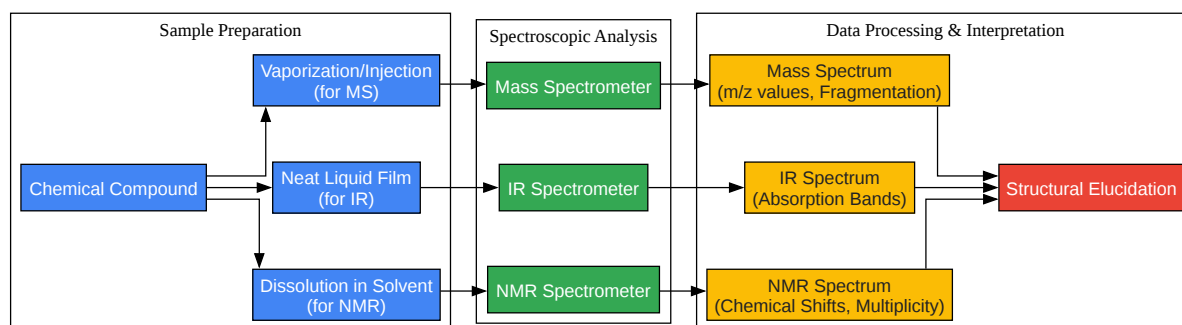 Sample Preparation
Spectroscopic Analysis
Data Processing & Interpretation
Vaporization/Injection
(for MS)
Mass Spectrometer
Mass Spectrum
(m/z values, Fragmentation)
Chemical Compound
Neat Liquid Film
(for IR)
IR Spectrometer
IR Spectrum
(Absorption Bands)
Structural Elucidation
Dissolution in Solvent
(for NMR)
NMR Spectrometer
NMR Spectrum
(Chemical Shifts, Multiplicity)